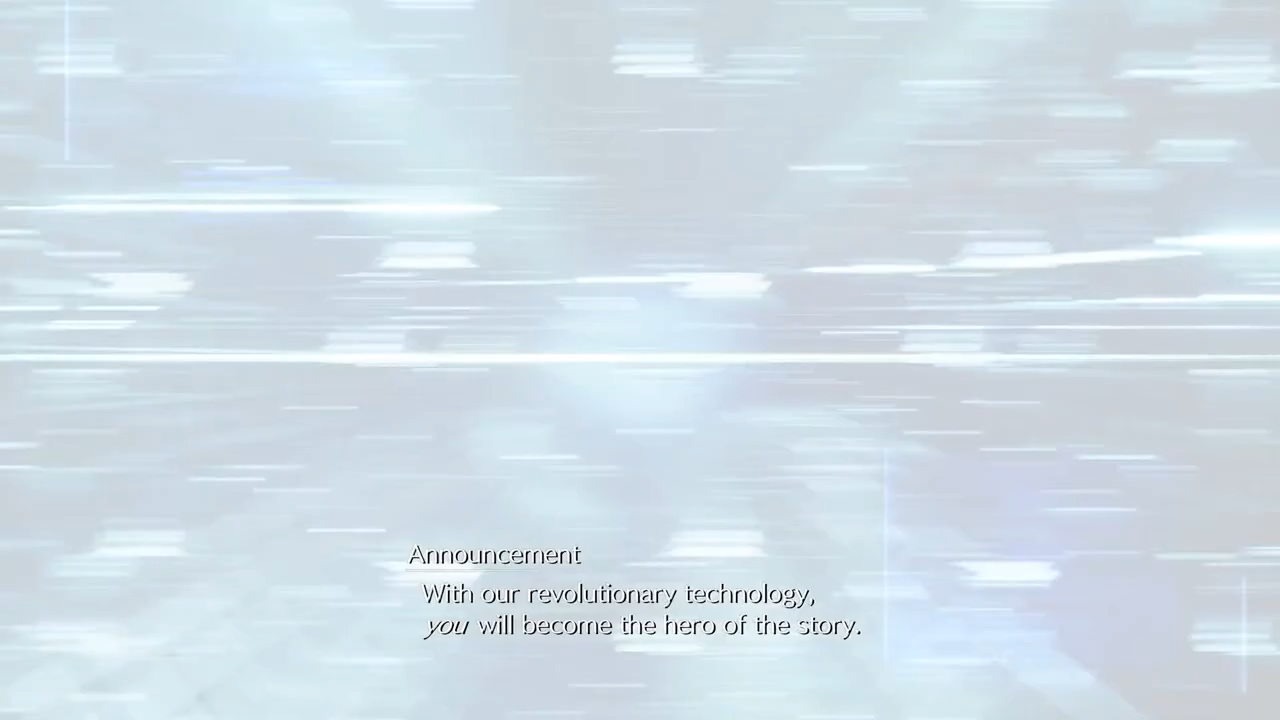 Announcement
With our revolutionary technology,
you will become the hero of the story.